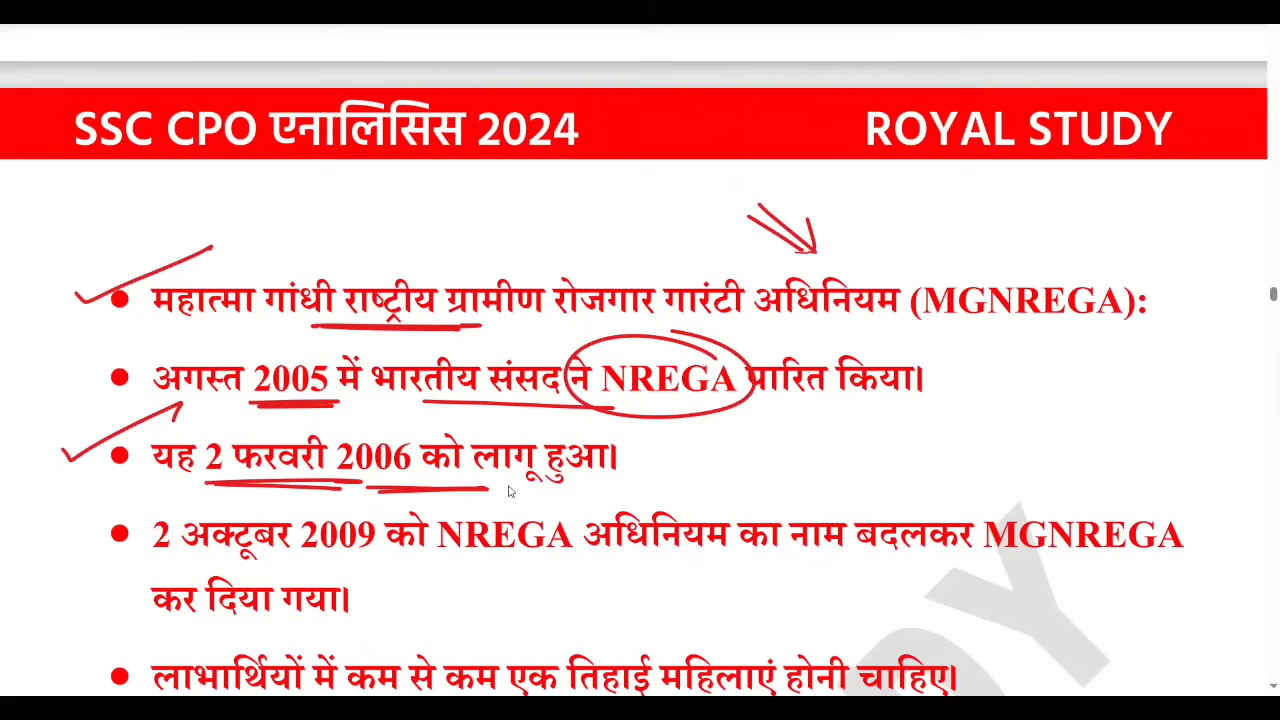 SSC CPO एनालिसिस 2024 ROYAL STUDY
● महात्मा गांधी राष्ट्रीय ग्रामीण रोजगार गारंटी अधिनियम (MGNREGA):
● अगस्त 2005 में भारतीय संसद ने NREGA पारित किया।
● यह 2 फरवरी 2006 को लागू हुआ।
● 2 अक्टूबर 2009 को NREGA अधिनियम का नाम बदलकर MGNREGA
कर दिया गया।
● लाभार्थियों में कम से कम एक तिहाई महिलाएं होनी चाहिए।